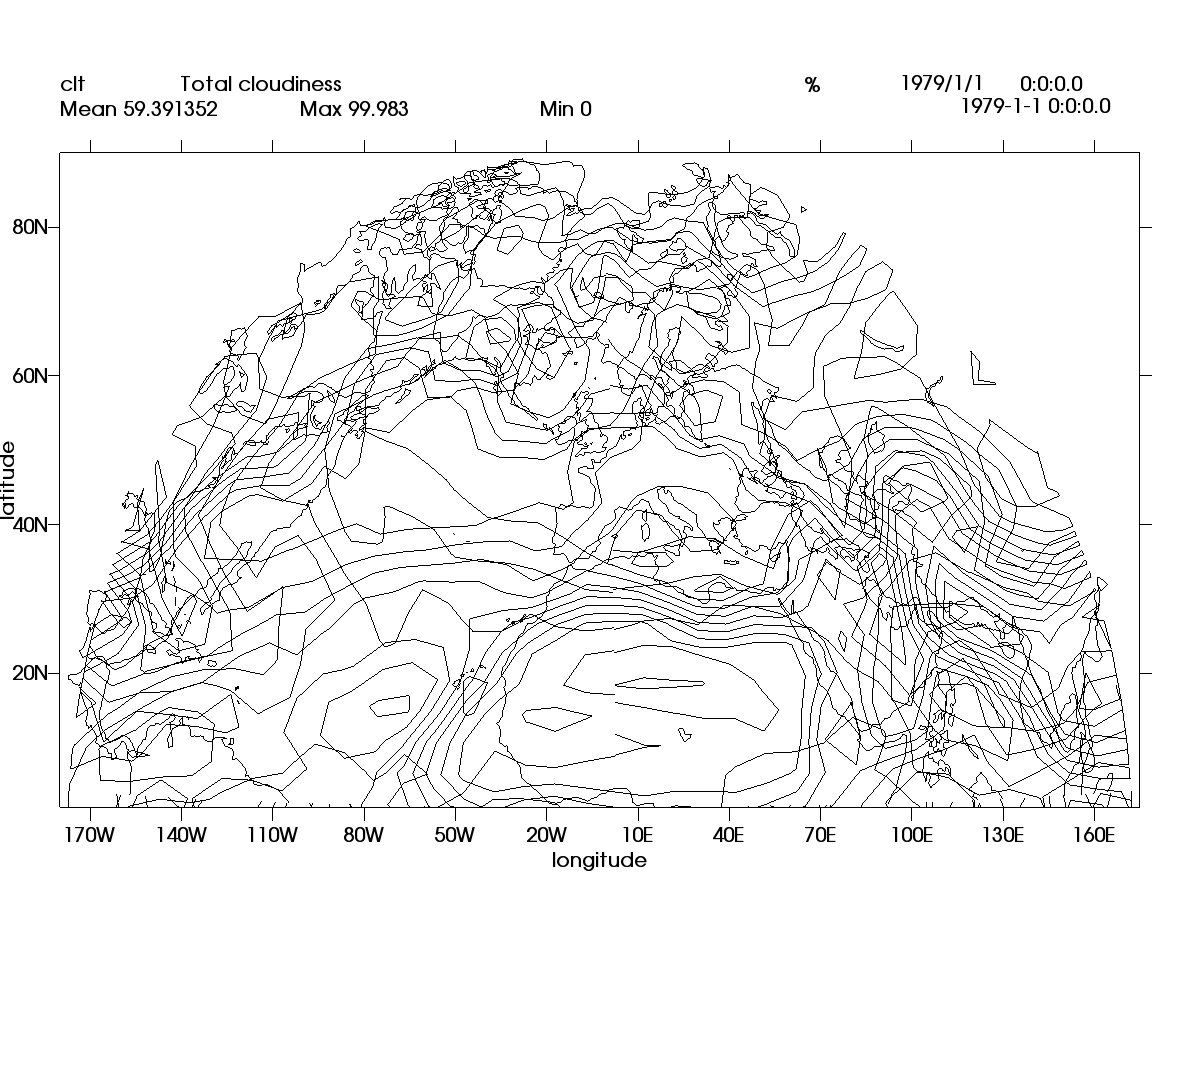 clt Total cloudiness % 1979/1/1 0:0:0.0
Mean 59.391352 Max 99.983 Min 0 1979-1-1 0:0:0.0
80N
60N
40N
20N
latitude
170W 140W 110W 80W 50W 20W 10E 40E 70E 100E 130E 160E
longitude